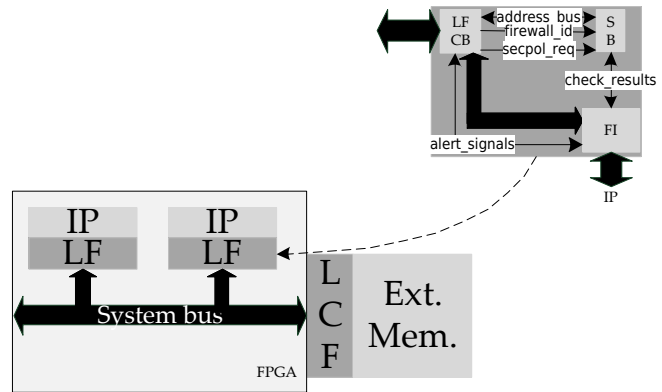 LF
CB
address_bus
firewall_id
secpol_req
S
B
check_results
FI
alert_signals
IP
IP
LF
IP
LF
System bus
FPGA
L
C
F
Ext.
Mem.